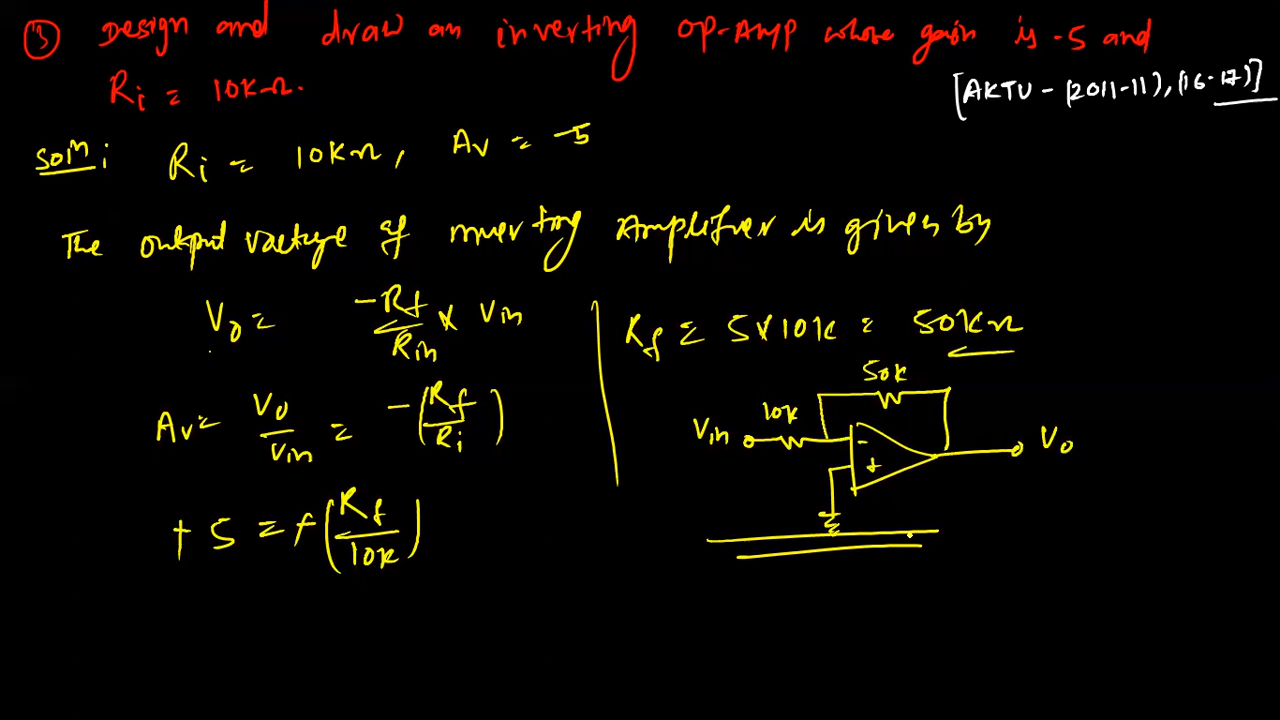 ③ Design and draw an inverting OP-Amp whose gain is -5 and
Ri = 10KΩ.
[AKTU - (2011-11), (16-17)]
Som: Ri = 10KΩ, Av = -5
The output voltage of inverting Amplifier is given by
V0 = -Rf/Rin × Vin
Av = V0/Vin = -(Rf/Ri)
+ 5 = + (Rf/10K)
Rf = 5×10K = 50KΩ
50K
10K
Vin
V0
-
+